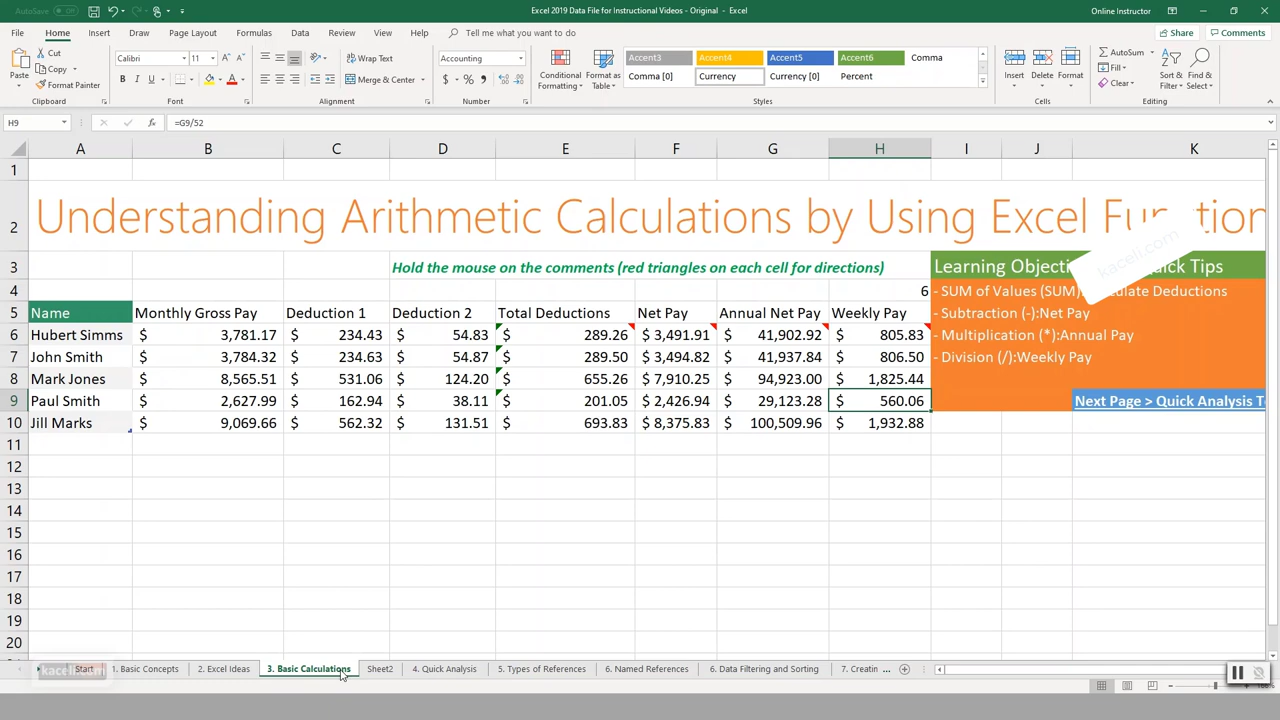 AutoSave Off
Excel 2019 Data File for Instructional Videos - Original - Excel
Online Instructor
File Home Insert Draw Page Layout Formulas Data Review View Help Tell me what you want to do Share Comments
Paste Cut Copy Format Painter Clipboard
Calibri 11 B I U A Font
Wrap Text Merge & Center Alignment
Accounting $ % Number
Conditional Formatting Format as Table
Accent3 Accent4 Accent5 Accent6 Comma
Comma [0] Currency Currency [0] Percent
Styles
Insert Delete Format Cells
AutoSum Fill Clear Sort & Filter Find & Select Editing
H9 fx =G9/52
A B C D E F G H I J K
1
2 Understanding Arithmetic Calculations by Using Excel Function
kaceli.com
3 Hold the mouse on the comments (red triangles on each cell for directions) Learning Objecti Quick Tips
4 6 - SUM of Values (SUM) ulate Deductions
5 Name Monthly Gross Pay Deduction 1 Deduction 2 Total Deductions Net Pay Annual Net Pay Weekly Pay - Subtraction (-):Net Pay
6 Hubert Simms $ 3,781.17 $ 234.43 $ 54.83 $ 289.26 $ 3,491.91 $ 41,902.92 $ 805.83 - Multiplication (*):Annual Pay
7 John Smith $ 3,784.32 $ 234.63 $ 54.87 $ 289.50 $ 3,494.82 $ 41,937.84 $ 806.50 - Division (/):Weekly Pay
8 Mark Jones $ 8,565.51 $ 531.06 $ 124.20 $ 655.26 $ 7,910.25 $ 94,923.00 $ 1,825.44
9 Paul Smith $ 2,627.99 $ 162.94 $ 38.11 $ 201.05 $ 2,426.94 $ 29,123.28 $ 560.06 Next Page > Quick Analysis T
10 Jill Marks $ 9,069.66 $ 562.32 $ 131.51 $ 693.83 $ 8,375.83 $ 100,509.96 $ 1,932.88
11
12
13
14
15
16
17
18
19
20
Start 1. Basic Concepts 2. Excel Ideas 3. Basic Calculations Sheet2 4. Quick Analysis 5. Types of References 6. Named References 6. Data Filtering and Sorting 7. Creatin ...
kaceli.com